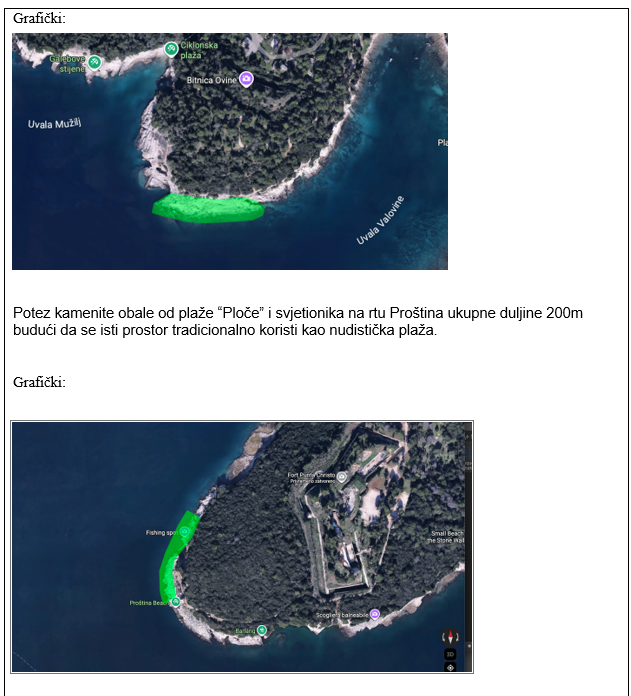 Grafički:
Galebove
stijene
Ciklonska
plaža
Bitnica Ovine
Uvala Mužilj
Pla
Uvala Valovine
Potez kamenite obale od plaže “Ploče” i svjetionika na rtu Proština ukupne duljine 200m
budući da se isti prostor tradicionalno koristi kao nudistička plaža.
Grafički:
Fort Punta Christo
Privremeno zatvoreno
Fishing spot
Small Beach
the Stone Wall
Proština Beach
Scogliera balneabile
3D